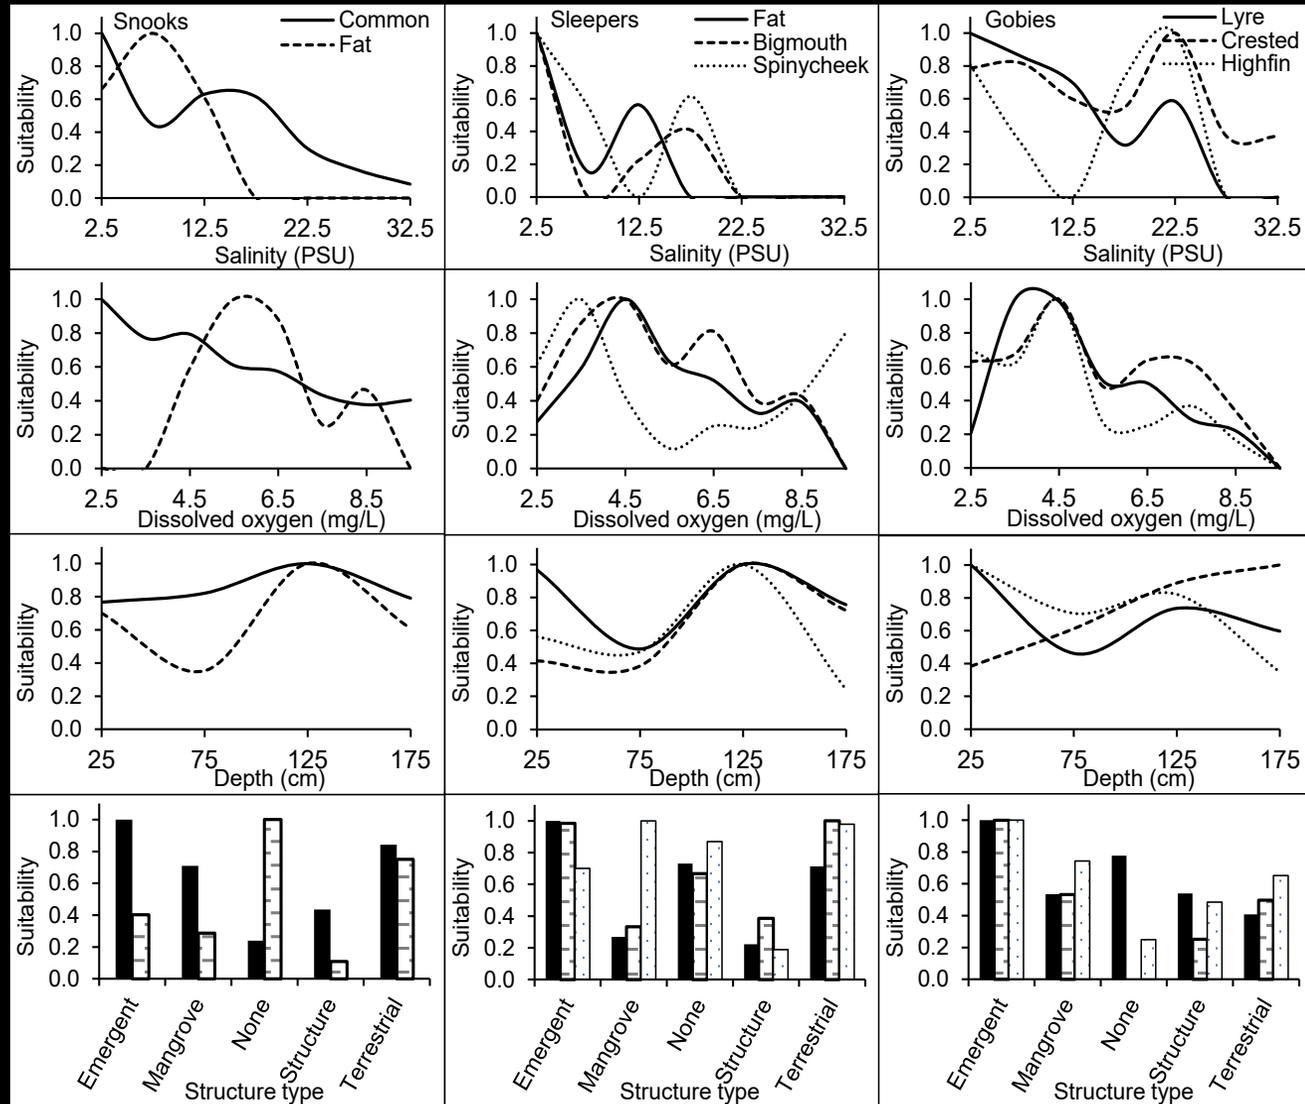 Snooks
Common
Fat
Suitability
1.0
0.8
0.6
0.4
0.2
0.0
2.5 12.5 22.5 32.5
Salinity (PSU)
Sleepers
Fat
Bigmouth
Spinycheek
Suitability
1.0
0.8
0.6
0.4
0.2
0.0
2.5 12.5 22.5 32.5
Salinity (PSU)
Gobies
Lyre
Crested
Highfin
Suitability
1.0
0.8
0.6
0.4
0.2
0.0
2.5 12.5 22.5 32.5
Salinity (PSU)
Suitability
1.0
0.8
0.6
0.4
0.2
0.0
2.5 4.5 6.5 8.5
Dissolved oxygen (mg/L)
Suitability
1.0
0.8
0.6
0.4
0.2
0.0
2.5 4.5 6.5 8.5
Dissolved oxygen (mg/L)
Suitability
1.0
0.8
0.6
0.4
0.2
0.0
2.5 4.5 6.5 8.5
Dissolved oxygen (mg/L)
Suitability
1.0
0.8
0.6
0.4
0.2
0.0
25 75 125 175
Depth (cm)
Suitability
1.0
0.8
0.6
0.4
0.2
0.0
25 75 125 175
Depth (cm)
Suitability
1.0
0.8
0.6
0.4
0.2
0.0
25 75 125 175
Depth (cm)
Suitability
1.0
0.8
0.6
0.4
0.2
0.0
Emergent
Mangrove
None
Structure
Terrestrial
Structure type
Suitability
1.0
0.8
0.6
0.4
0.2
0.0
Emergent
Mangrove
None
Structure
Terrestrial
Structure type
Suitability
1.0
0.8
0.6
0.4
0.2
0.0
Emergent
Mangrove
None
Structure
Terrestrial
Structure type